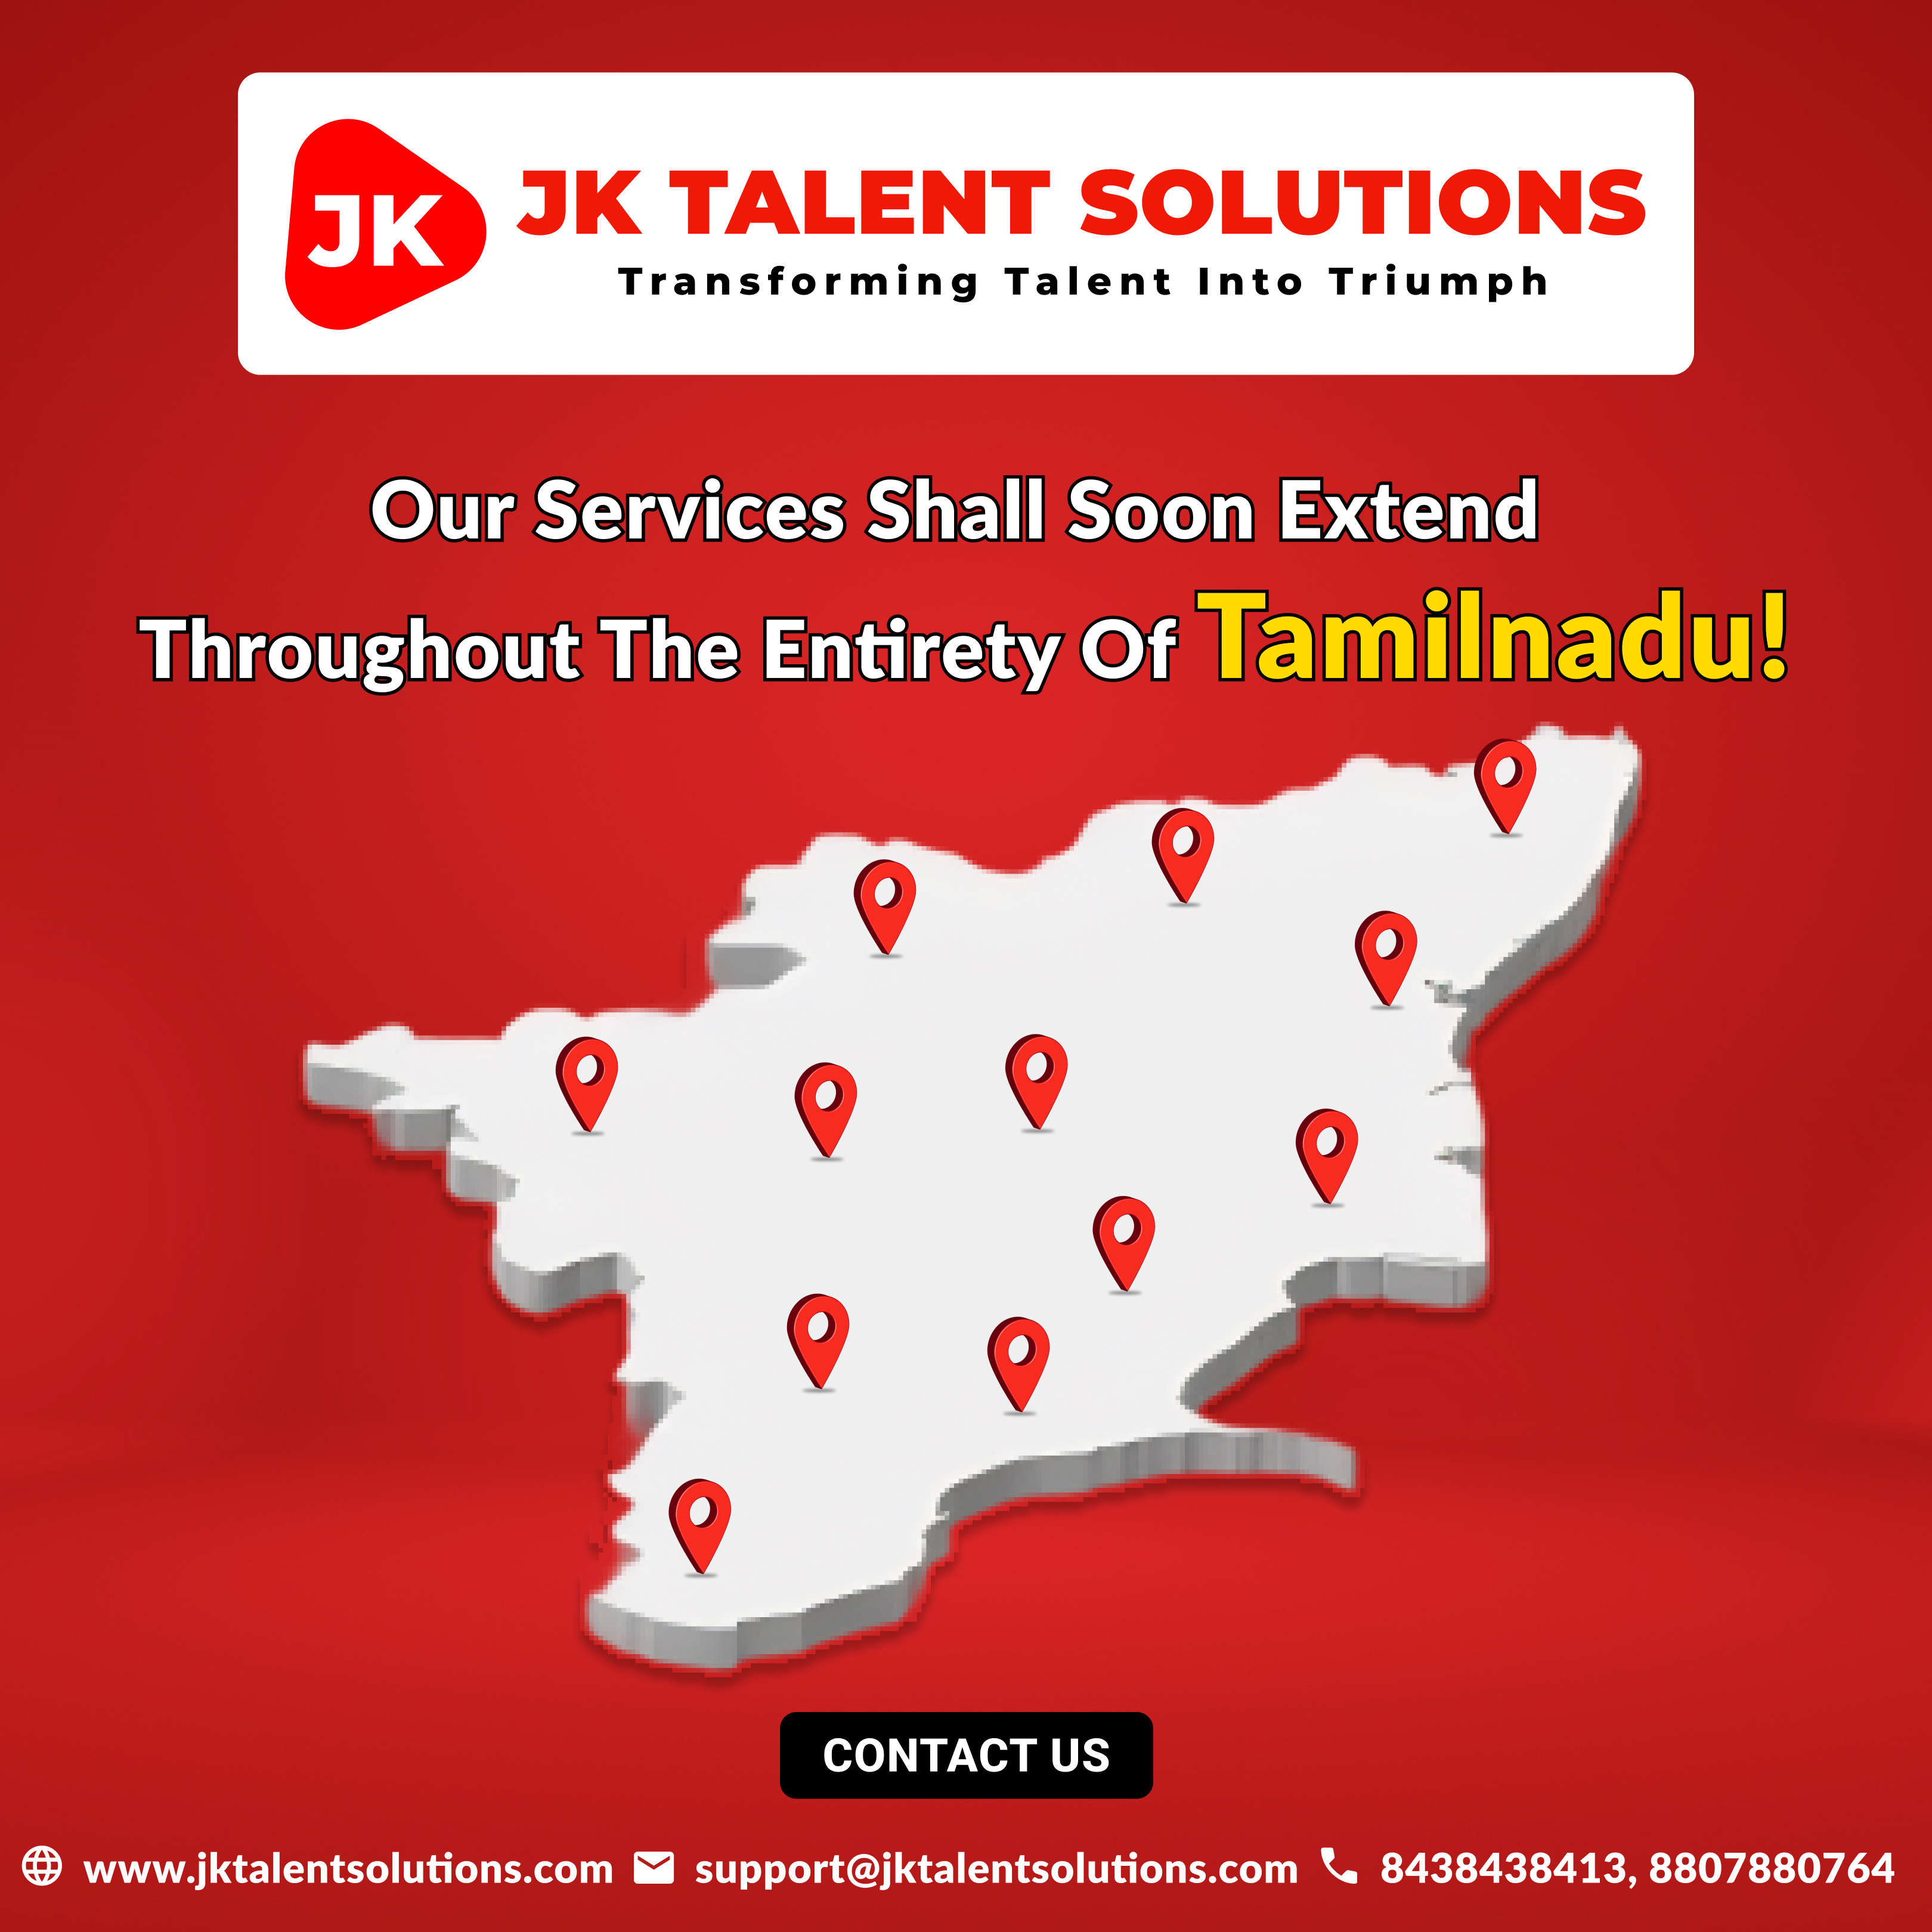 JK
JK TALENT SOLUTIONS
Transforming Talent Into Triumph
Our Services Shall Soon Extend
Throughout The Entirety Of Tamilnadu!
CONTACT US
www.jktalentsolutions.com support@jktalentsolutions.com 8438438413, 8807880764